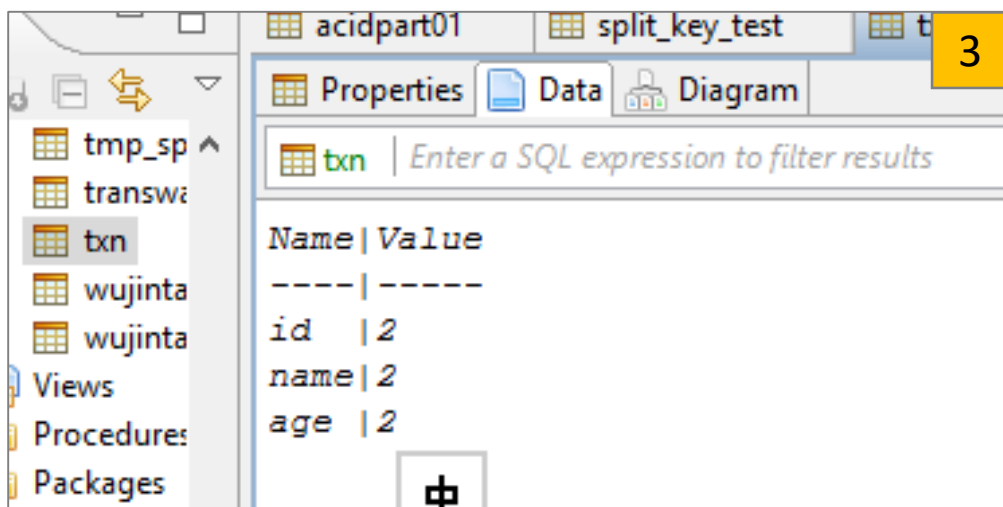 acidpart01
split_key_test
3
Properties
Data
Diagram
txn
Enter a SQL expression to filter results
tmp_sp
transwa
txn
wujinta
wujinta
Views
Procedures
Packages
Name|Value
----|-----
id  |2
name|2
age |2
中